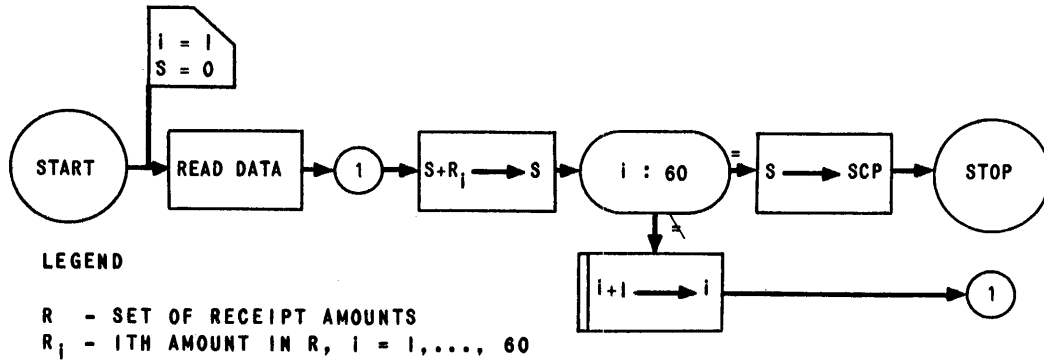 i = 1
S = 0
START
READ DATA
1
S+Rᵢ → S
i : 60
=
S → SCP
STOP
≠
i+1 → i
1
LEGEND
R - SET OF RECEIPT AMOUNTS
Rᵢ - ITH AMOUNT IN R, i = 1,..., 60